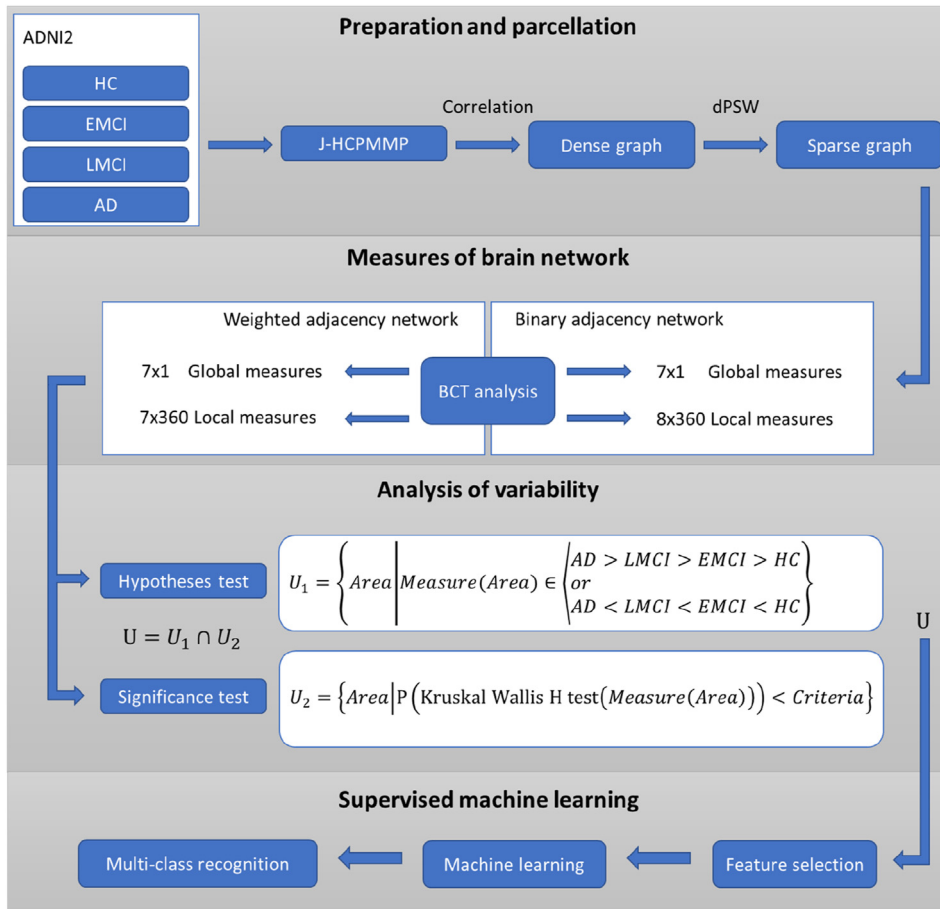 Preparation and parcellation
ADNI2
HC
EMCI
LMCI
AD
J-HCPMMP
Correlation
Dense graph
dPSW
Sparse graph
Measures of brain network
Weighted adjacency network
7x1 Global measures
7x360 Local measures
BCT analysis
Binary adjacency network
7x1 Global measures
8x360 Local measures
Analysis of variability
Hypotheses test
U₁ = {Area|Measure(Area) ∈ ⟨AD > LMCI > EMCI > HC
or
AD < LMCI < EMCI < HC}
U = U₁ ∩ U₂
U
Significance test
U₂ = {Area|P(Kruskal Wallis H test(Measure(Area))) < Criteria}
Supervised machine learning
Multi-class recognition
Machine learning
Feature selection